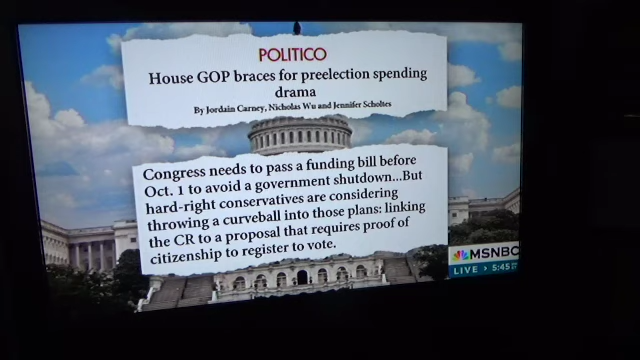 POLITICO
House GOP braces for preelection spending
drama
By Jordain Carney, Nicholas Wu and Jennifer Scholtes
Congress needs to pass a funding bill before
Oct. 1 to avoid a government shutdown...But
hard-right conservatives are considering
throwing a curveball into those plans: linking
the CR to a proposal that requires proof of
citizenship to register to vote.
MSNBC
LIVE > 5:45